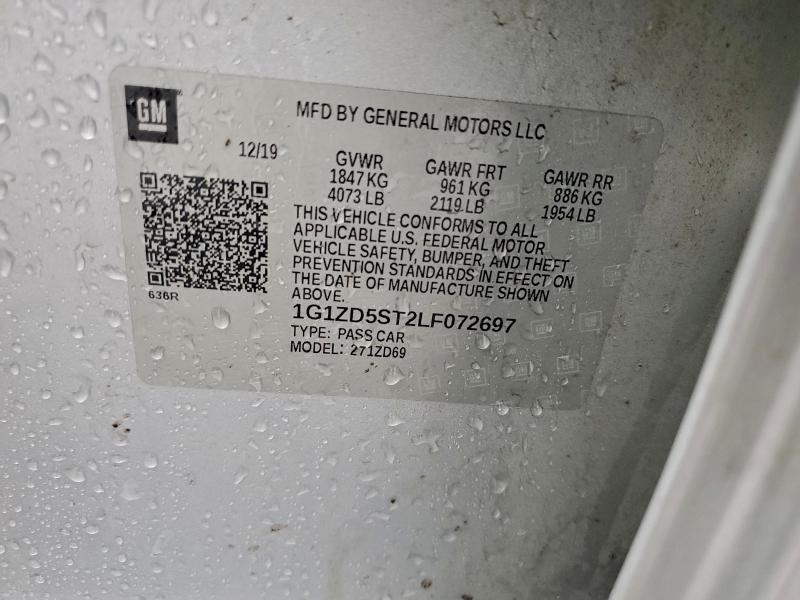 GM
MFD BY GENERAL MOTORS LLC
12/19
GVWR GAWR FRT GAWR RR
1847 KG 961 KG 886 KG
4073 LB 2119 LB 1954 LB
THIS VEHICLE CONFORMS TO ALL
APPLICABLE U.S. FEDERAL MOTOR
VEHICLE SAFETY, BUMPER, AND THEFT
PREVENTION STANDARDS IN EFFECT ON
THE DATE OF MANUFACTURE SHOWN
ABOVE.
636R
1G1ZD5ST2LF072697
TYPE: PASS CAR
MODEL: 271ZD69